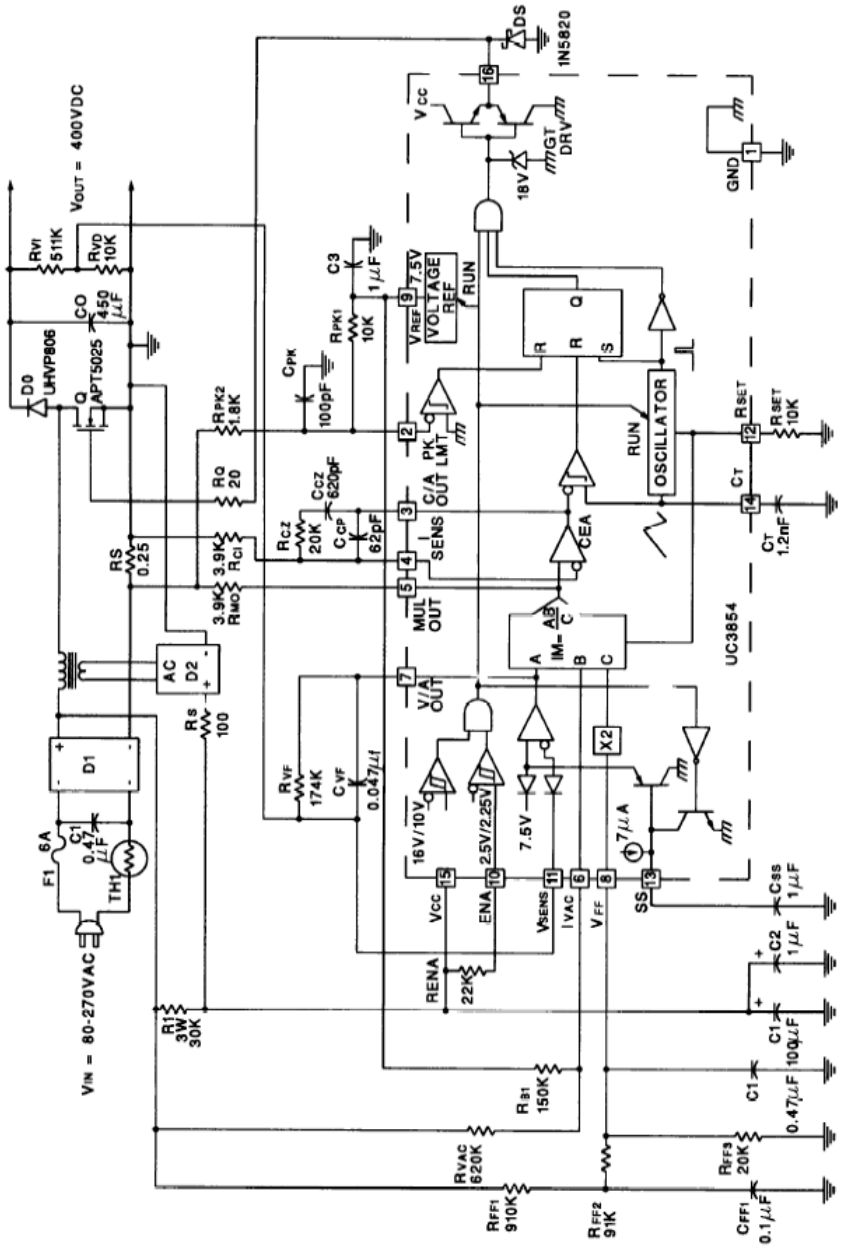 VIN = 80-270VAC
F1
6A
C1
0.47
µF
TH1
D1
R1
3W
30K
RS
100
AC
D2
RS
0.25
D0
UHVP806
Q
APT5025
CO
450
µF
RVI
511K
RVD
10K
VOUT = 400VDC
RMO
3.9K
RCI
3.9K
RQ
20
RPK2
1.8K
RCZ
20K
CCZ
620pF
CCP
62pF
CPK
100pF
RPK1
10K
C3
1µF
DS
1N5820
RVF
174K
CVF
0.047µf
7
V/A
OUT
5
MUL
OUT
4
I
SENS
3
C/A
OUT
2
PK
LMT
9
VREF
7.5V
VOLTAGE
REF
RUN
16
VCC
GT
DRV
18V
GND
1
16V/10V
2.5V/2.25V
7.5V
A
B
C
IM=
AB
C
X2
CEA
R
R
S
Q
RUN
OSCILLATOR
7µA
UC3854
VCC
15
ENA
10
VSENS
11
IVAC
6
VFF
8
SS
13
CT
14
RSET
12
RENA
22K
RB1
150K
RVAC
620K
RFF1
910K
RFF2
91K
RFF3
20K
CFF1
0.1µF
C1
0.47µF
C1
100µF
C2
1µF
CSS
1µF
CT
1.2nF
RSET
10K